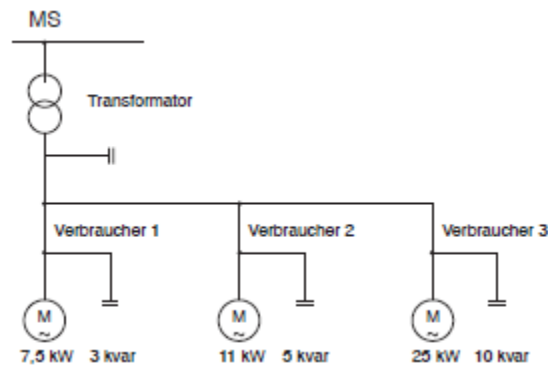 MS
Transformator
Verbraucher 1
Verbraucher 2
Verbraucher 3
M
~
M
~
M
~
7,5 kW 3 kvar
11 kW 5 kvar
25 kW 10 kvar